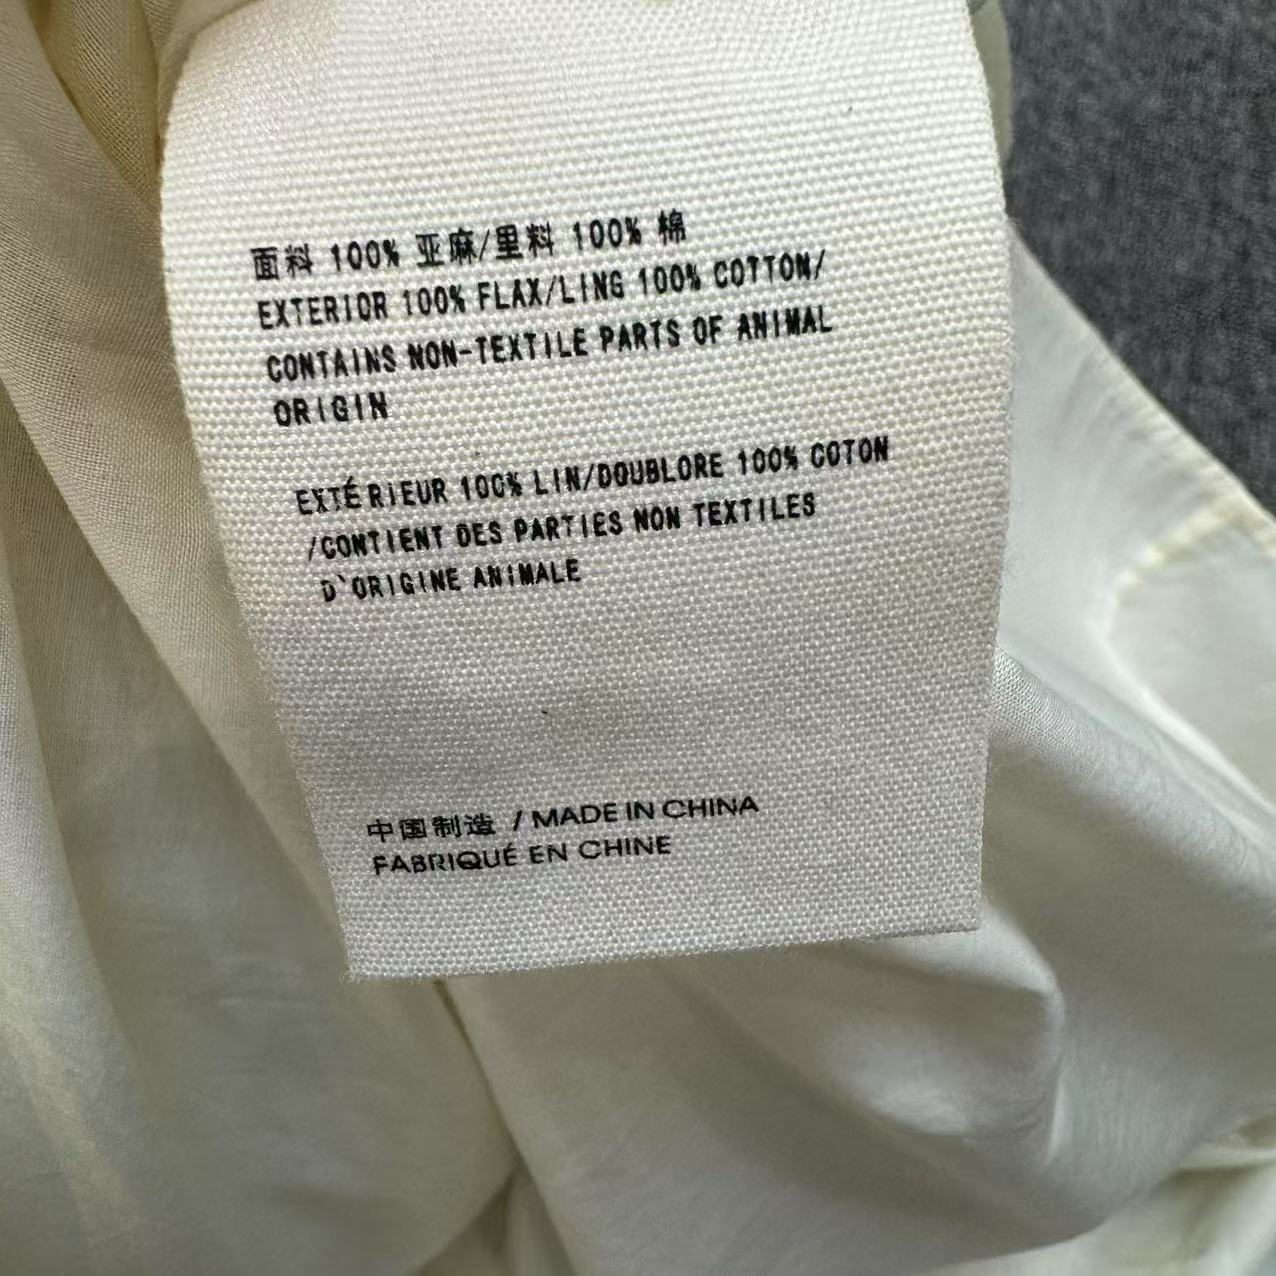 面料 100% 亚麻/里料 100% 棉
EXTERIOR 100% FLAX/LING 100% COTTON/
CONTAINS NON-TEXTILE PARTS OF ANIMAL
ORIGIN
EXTÉRIEUR 100% LIN/DOUBLORE 100% COTON
/CONTIENT DES PARTIES NON TEXTILES
D`ORIGINE ANIMALE
中国制造 / MADE IN CHINA
FABRIQUÉ EN CHINE